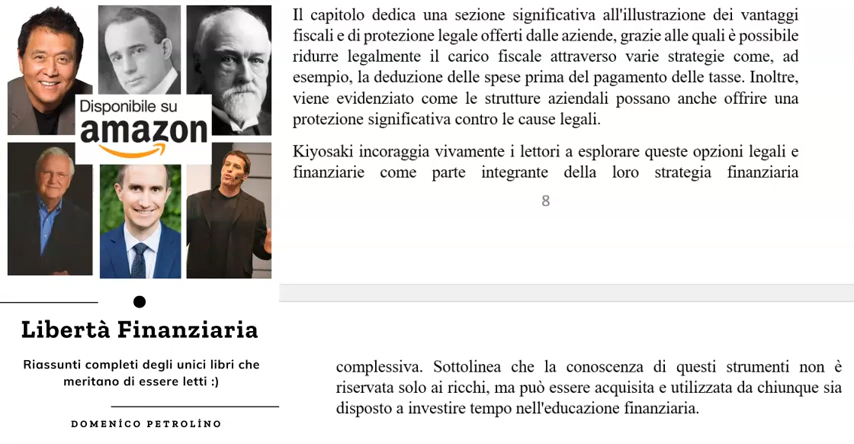 Disponibile su
amazon
Libertà Finanziaria
Riassunti completi degli unici libri che
meritano di essere letti :)
DOMENİCO PETROLİNO
Il capitolo dedica una sezione significativa all'illustrazione dei vantaggi
fiscali e di protezione legale offerti dalle aziende, grazie alle quali è possibile
ridurre legalmente il carico fiscale attraverso varie strategie come, ad
esempio, la deduzione delle spese prima del pagamento delle tasse. Inoltre,
viene evidenziato come le strutture aziendali possano anche offrire una
protezione significativa contro le cause legali.
Kiyosaki incoraggia vivamente i lettori a esplorare queste opzioni legali e
finanziarie come parte integrante della loro strategia finanziaria
8
complessiva. Sottolinea che la conoscenza di questi strumenti non è
riservata solo ai ricchi, ma può essere acquisita e utilizzata da chiunque sia
disposto a investire tempo nell'educazione finanziaria.